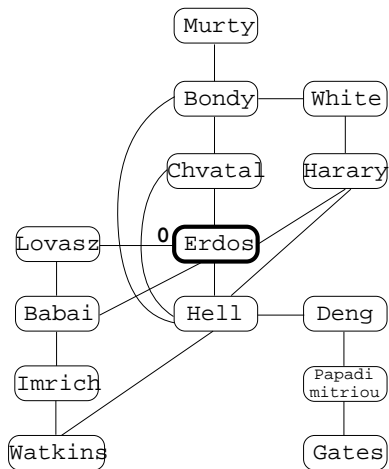 Murty
Bondy White
Chvatal Harary
Lovasz 0 Erdos
Babai Hell Deng
Imrich Papadi
mitriou
Watkins Gates